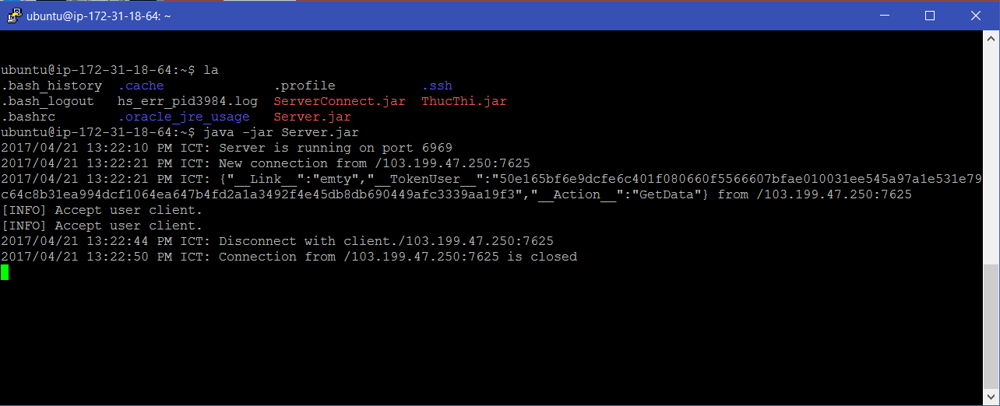 ubuntu@ip-172-31-18-64: ~
ubuntu@ip-172-31-18-64:~$ la
.bash_history .cache .profile .ssh
.bash_logout hs_err_pid3984.log ServerConnect.jar ThucThi.jar
.bashrc .oracle_jre_usage Server.jar
ubuntu@ip-172-31-18-64:~$ java -jar Server.jar
2017/04/21 13:22:10 PM ICT: Server is running on port 6969
2017/04/21 13:22:21 PM ICT: New connection from /103.199.47.250:7625
2017/04/21 13:22:21 PM ICT: {"__Link__":"emty","__TokenUser__":"50e165bf6e9dcfe6c401f080660f5566607bfae010031ee545a97a1e531e79
c64c8b31ea994dcf1064ea647b4fd2a1a3492f4e45db8db690449afc3339aa19f3","__Action__":"GetData"} from /103.199.47.250:7625
[INFO] Accept user client.
[INFO] Accept user client.
2017/04/21 13:22:44 PM ICT: Disconnect with client./103.199.47.250:7625
2017/04/21 13:22:50 PM ICT: Connection from /103.199.47.250:7625 is closed